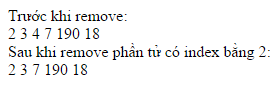 Trước khi remove:
2 3 4 7 190 18
Sau khi remove phần tử có index bằng 2:
2 3 7 190 18